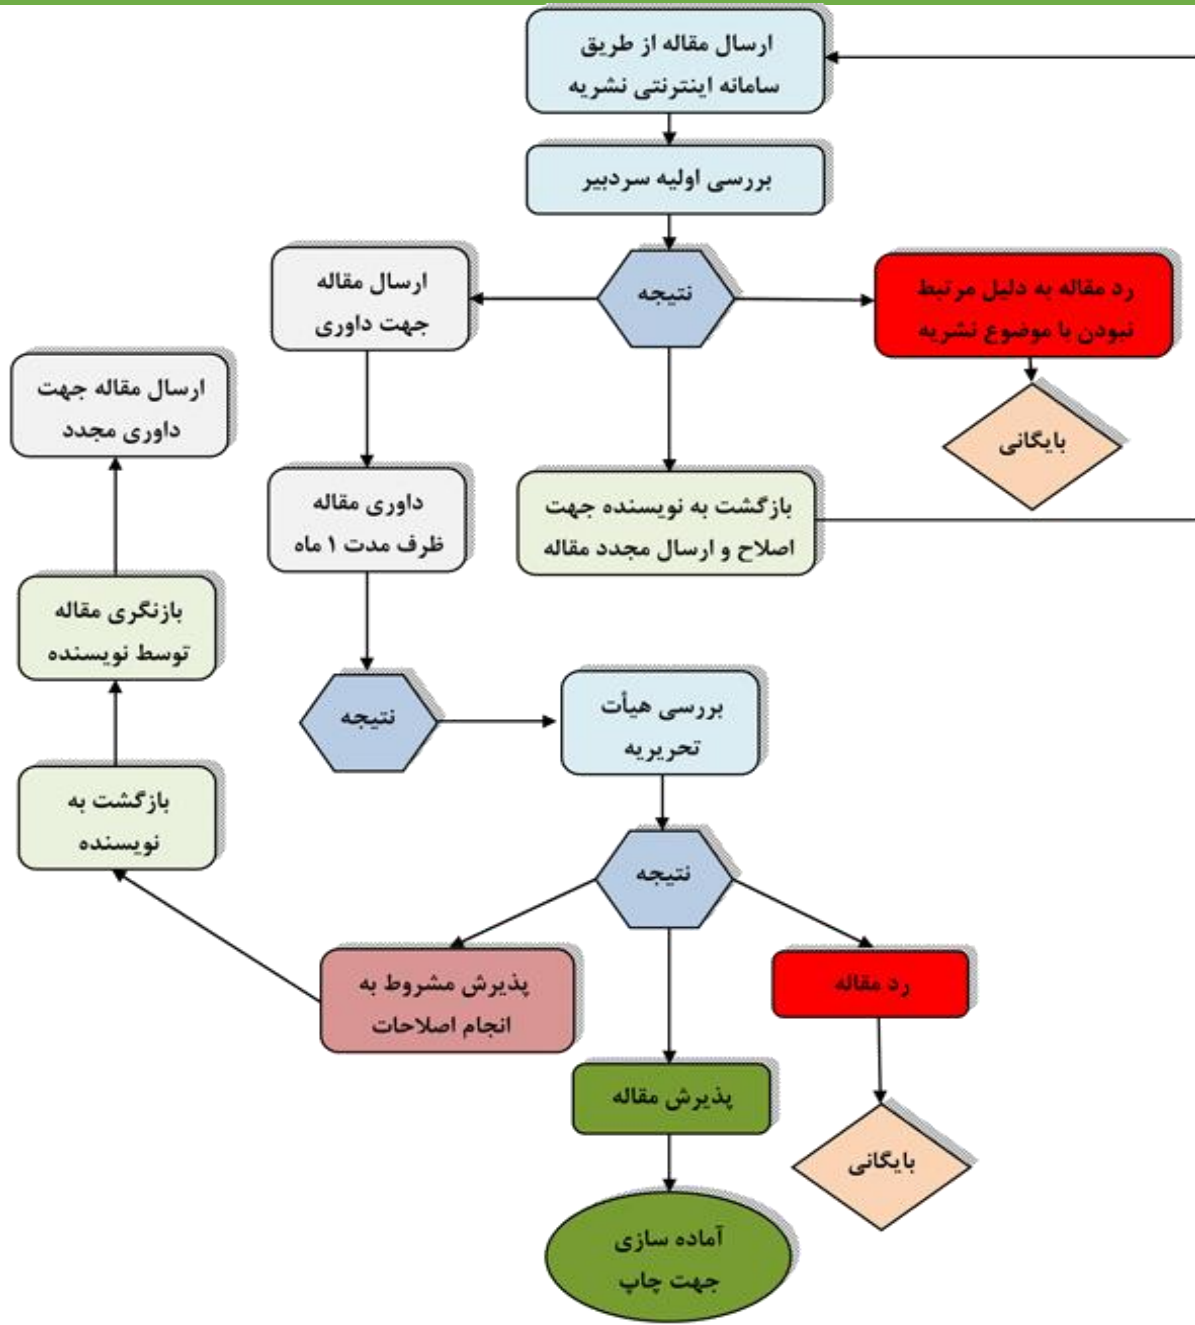 ارسال مقاله از طریق
سامانه اینترنتی نشریه
بررسی اولیه سردبیر
نتیجه
رد مقاله به دلیل مرتبط
نبودن با موضوع نشریه
بایگانی
ارسال مقاله
جهت داوری
بازگشت به نویسنده جهت
اصلاح و ارسال مجدد مقاله
داوری مقاله
ظرف مدت ۱ ماه
نتیجه
بررسی هیأت
تحریریه
نتیجه
رد مقاله
بایگانی
پذیرش مقاله
آماده سازی
جهت چاپ
پذیرش مشروط به
انجام اصلاحات
بازگشت به
نویسنده
بازنگری مقاله
توسط نویسنده
ارسال مقاله جهت
داوری مجدد